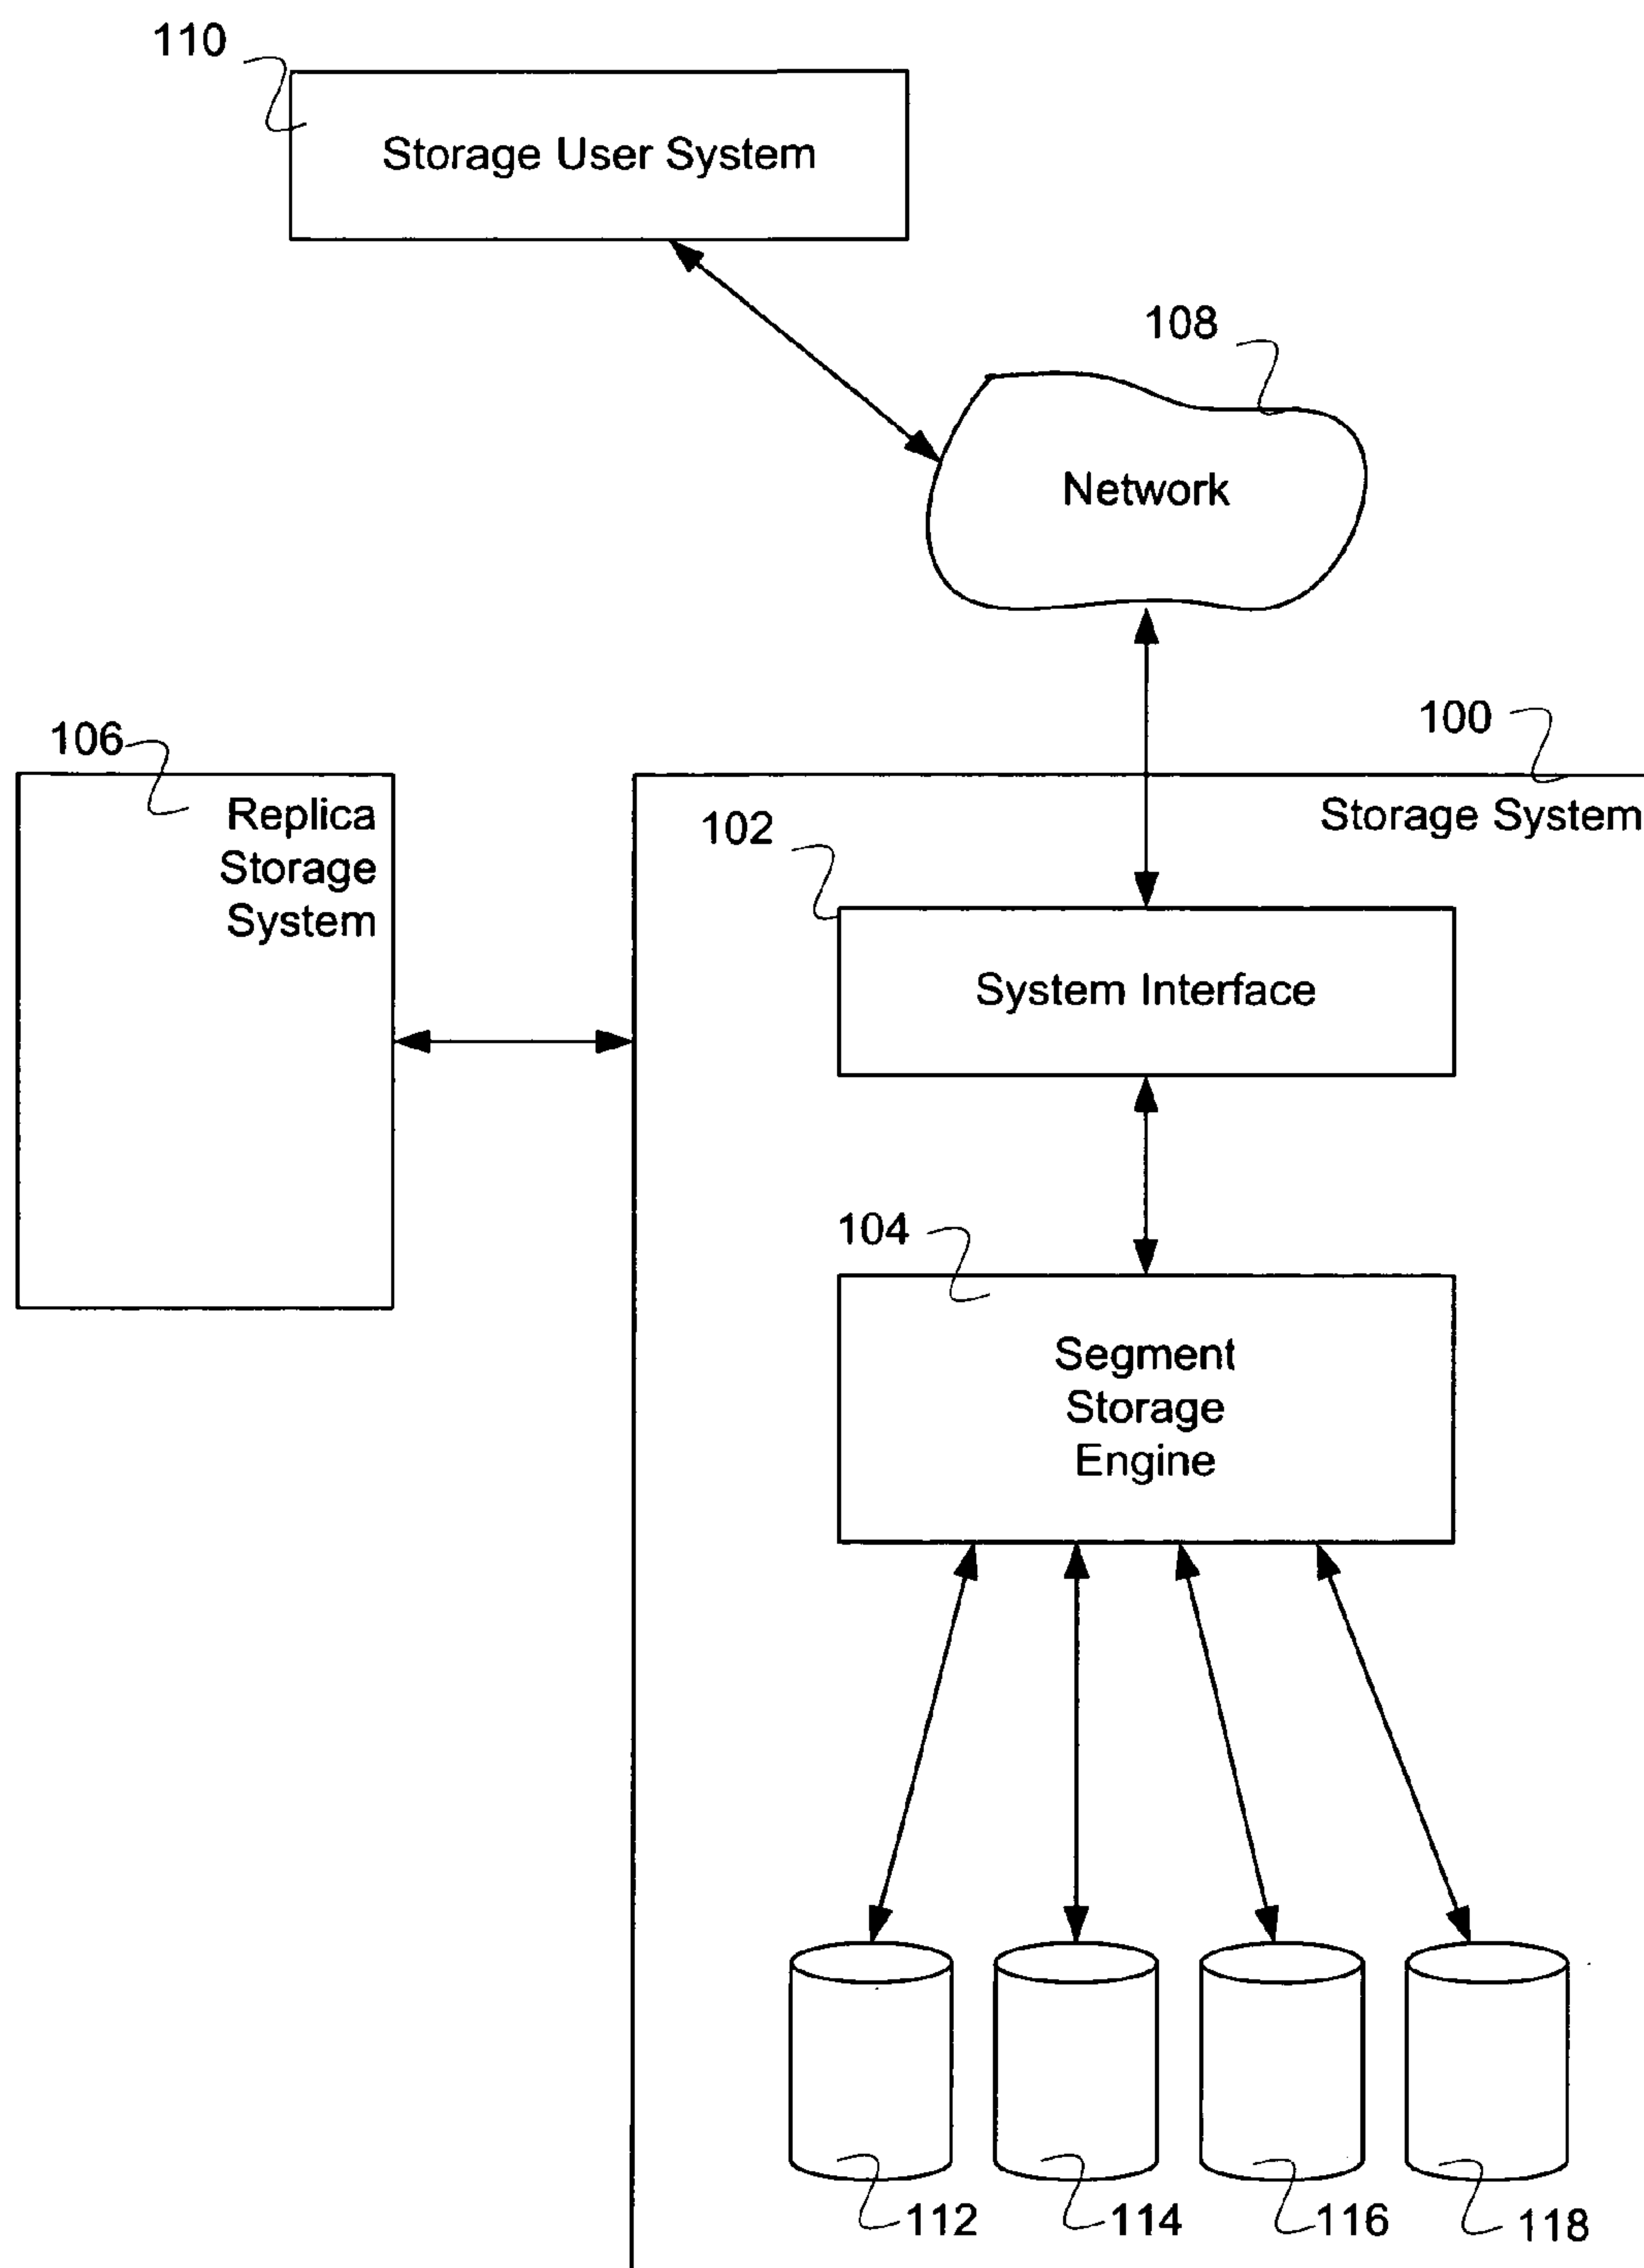 110
Storage User System
108
Network
100
106
Replica
Storage
System
Storage System
102
System Interface
104
Segment
Storage
Engine
112
114
116
118